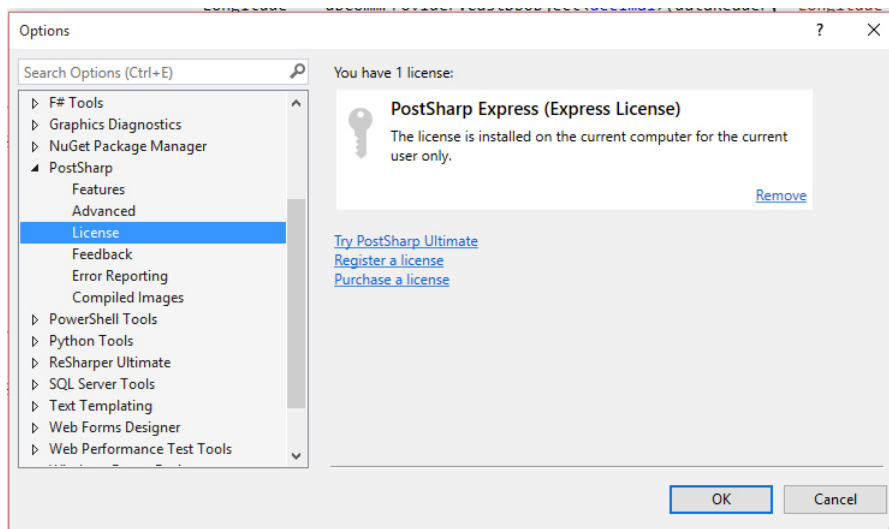 Options
? X
Search Options (Ctrl+E)
F# Tools
Graphics Diagnostics
NuGet Package Manager
PostSharp
Features
Advanced
License
Feedback
Error Reporting
Compiled Images
PowerShell Tools
Python Tools
ReSharper Ultimate
SQL Server Tools
Text Templating
Web Forms Designer
Web Performance Test Tools
You have 1 license:
PostSharp Express (Express License)
The license is installed on the current computer for the current
user only.
Remove
Try PostSharp Ultimate
Register a license
Purchase a license
OK
Cancel